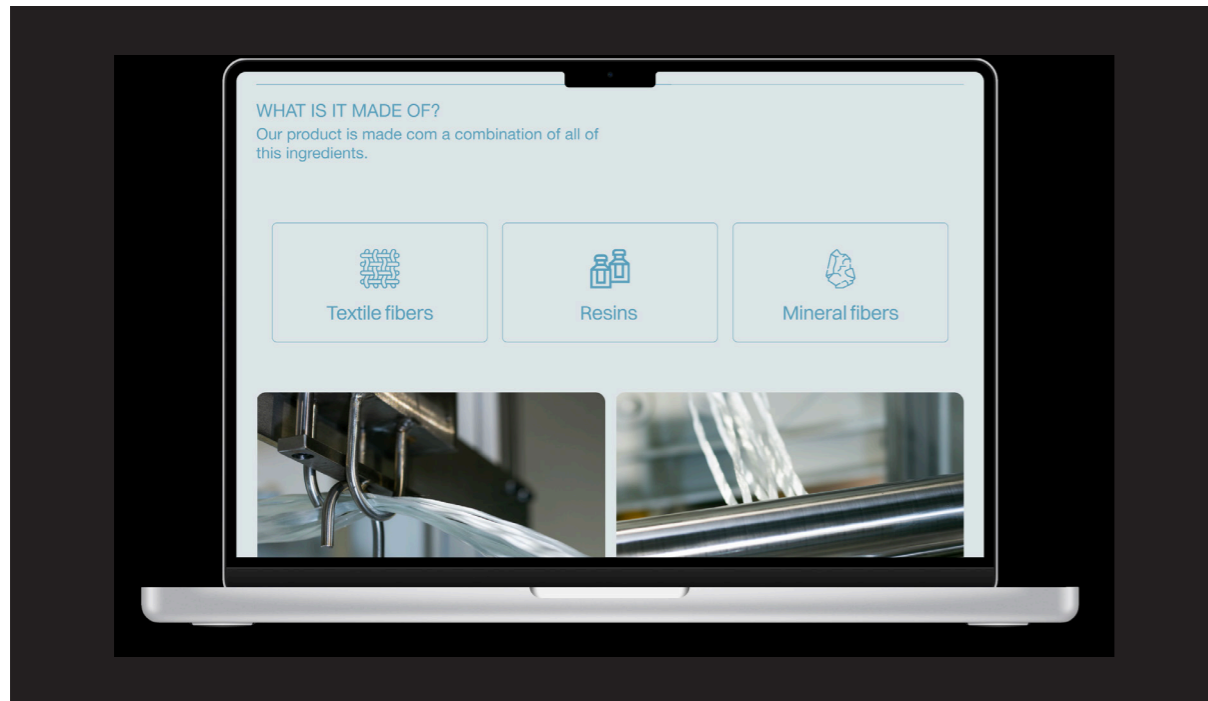 WHAT IS IT MADE OF?
Our product is made com a combination of all of
this ingredients.
Textile fibers
Resins
Mineral fibers